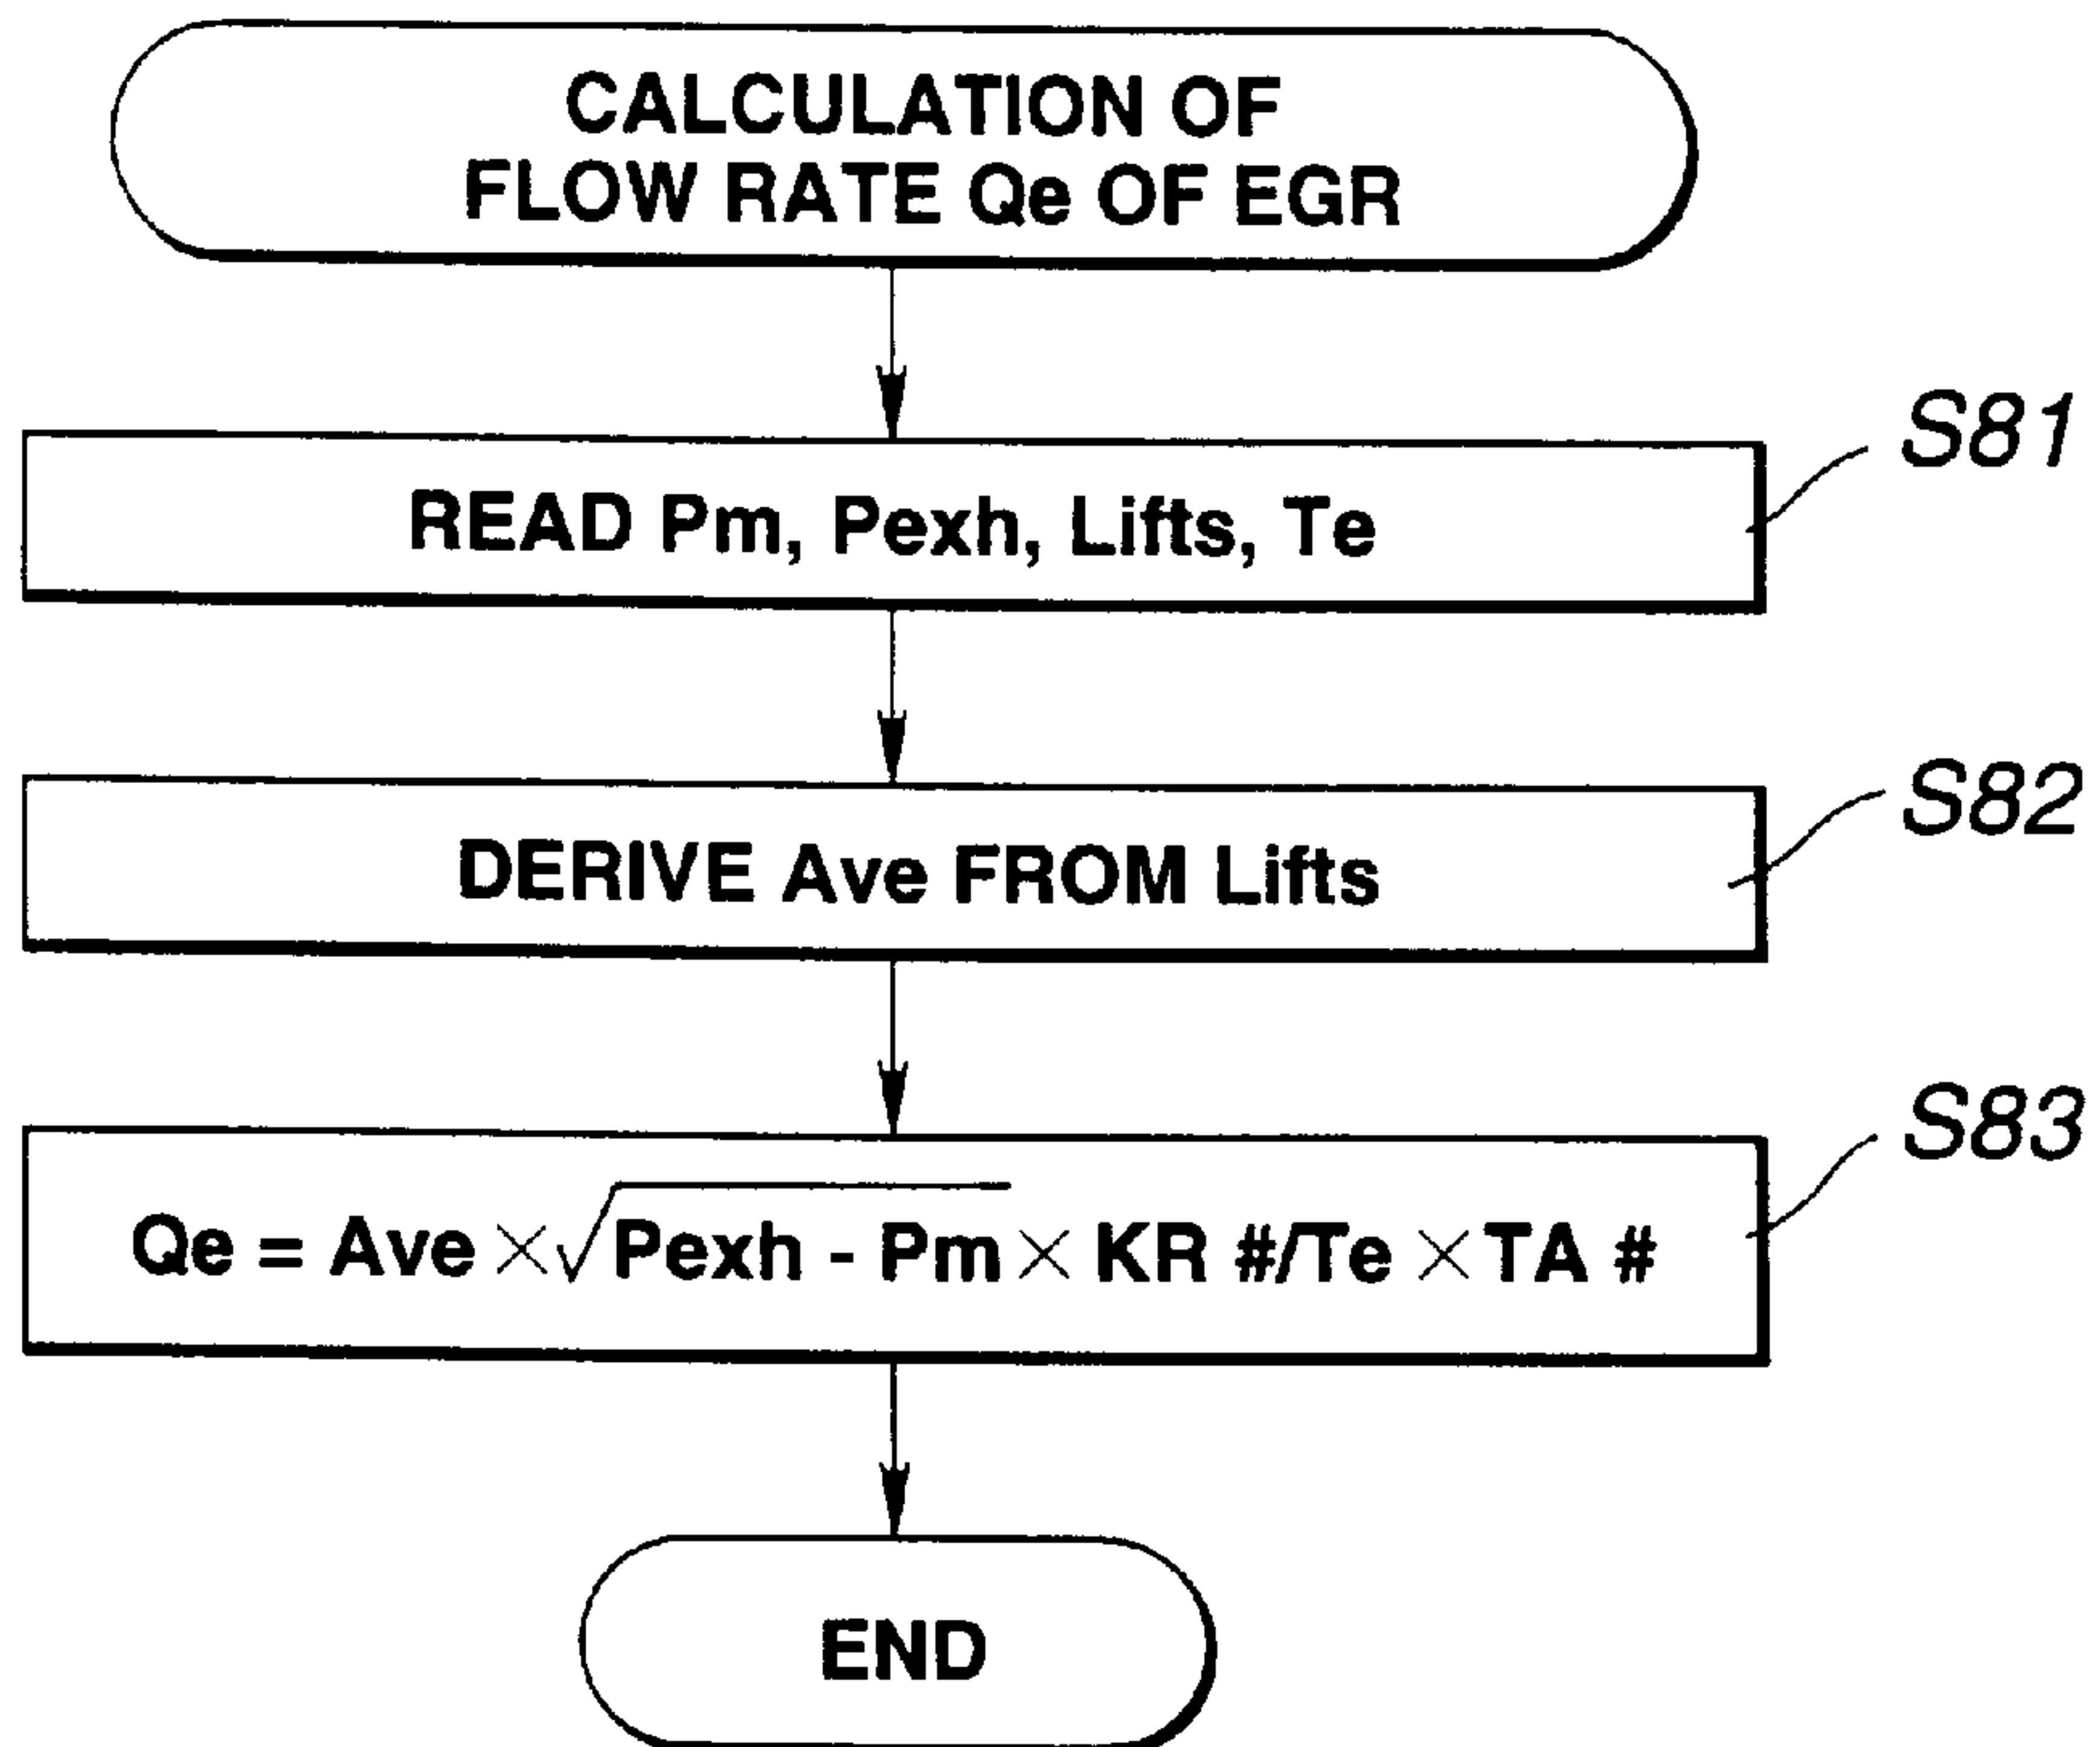 CALCULATION OF
FLOW RATE Qe OF EGR
S81
READ Pm, Pexh, Lifts, Te
S82
DERIVE Ave FROM Lifts
S83
Qe = Ave ×√Pexh - Pm × KR #/Te × TA #
END